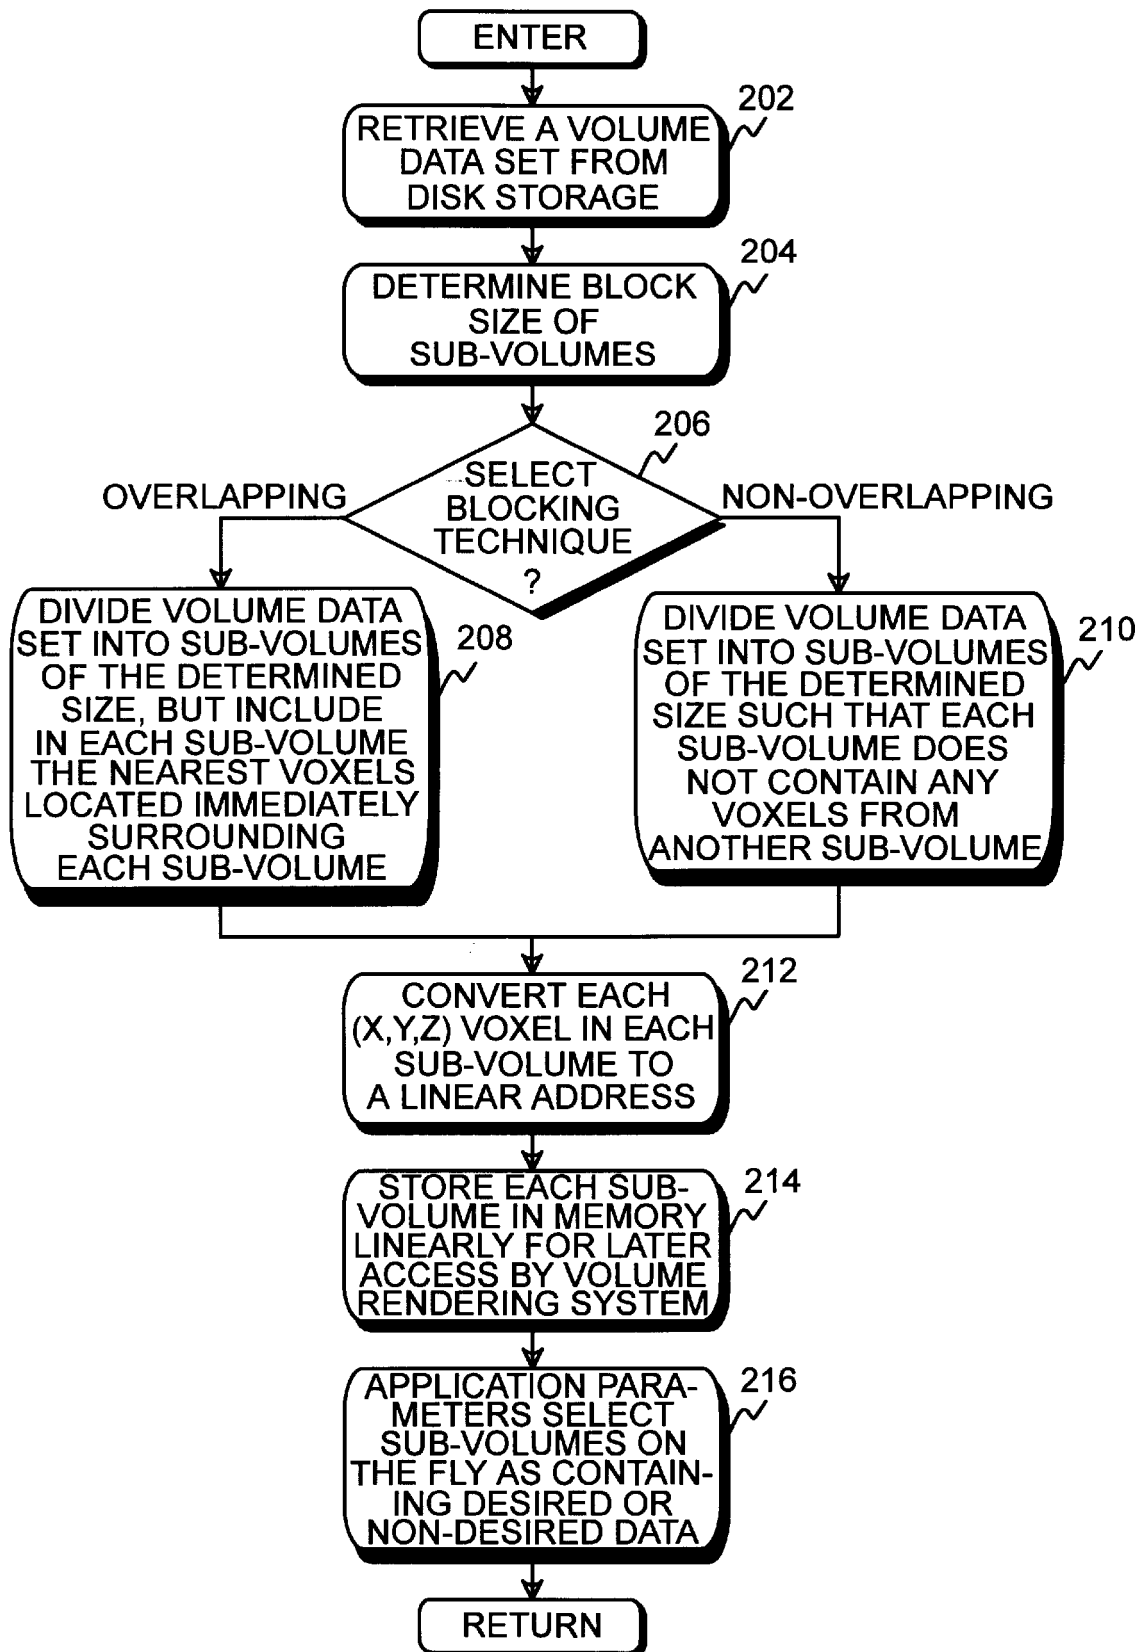 ENTER
202
RETRIEVE A VOLUME
DATA SET FROM
DISK STORAGE
204
DETERMINE BLOCK
SIZE OF
SUB-VOLUMES
206
SELECT
BLOCKING
TECHNIQUE
?
OVERLAPPING
NON-OVERLAPPING
208
DIVIDE VOLUME DATA
SET INTO SUB-VOLUMES
OF THE DETERMINED
SIZE, BUT INCLUDE
IN EACH SUB-VOLUME
THE NEAREST VOXELS
LOCATED IMMEDIATELY
SURROUNDING
EACH SUB-VOLUME
210
DIVIDE VOLUME DATA
SET INTO SUB-VOLUMES
OF THE DETERMINED
SIZE SUCH THAT EACH
SUB-VOLUME DOES
NOT CONTAIN ANY
VOXELS FROM
ANOTHER SUB-VOLUME
212
CONVERT EACH
(X,Y,Z) VOXEL IN EACH
SUB-VOLUME TO
A LINEAR ADDRESS
214
STORE EACH SUB-
VOLUME IN MEMORY
LINEARLY FOR LATER
ACCESS BY VOLUME
RENDERING SYSTEM
216
APPLICATION PARA-
METERS SELECT
SUB-VOLUMES ON
THE FLY AS CONTAIN-
ING DESIRED OR
NON-DESIRED DATA
RETURN